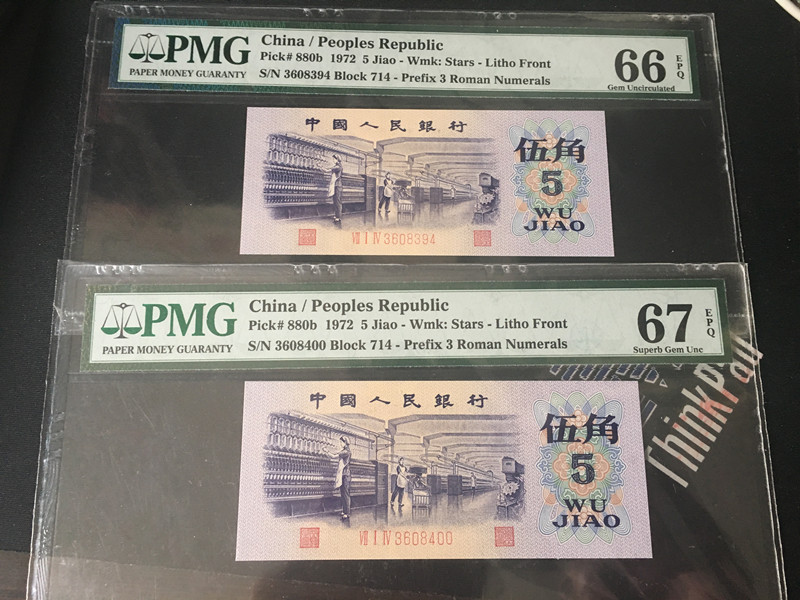 PMG
PAPER MONEY GUARANTY
China / Peoples Republic
Pick# 880b 1972 5 Jiao - Wmk: Stars - Litho Front
S/N 3608394 Block 714 - Prefix 3 Roman Numerals
66
EPQ
Gem Uncirculated
中國人民銀行
伍角
5
WU
JIAO
VII I IV 3608394
PMG
PAPER MONEY GUARANTY
China / Peoples Republic
Pick# 880b 1972 5 Jiao - Wmk: Stars - Litho Front
S/N 3608400 Block 714 - Prefix 3 Roman Numerals
67
EPQ
Superb Gem Unc
ThinkPad
中國人民銀行
伍角
5
WU
JIAO
VII I IV 3608400